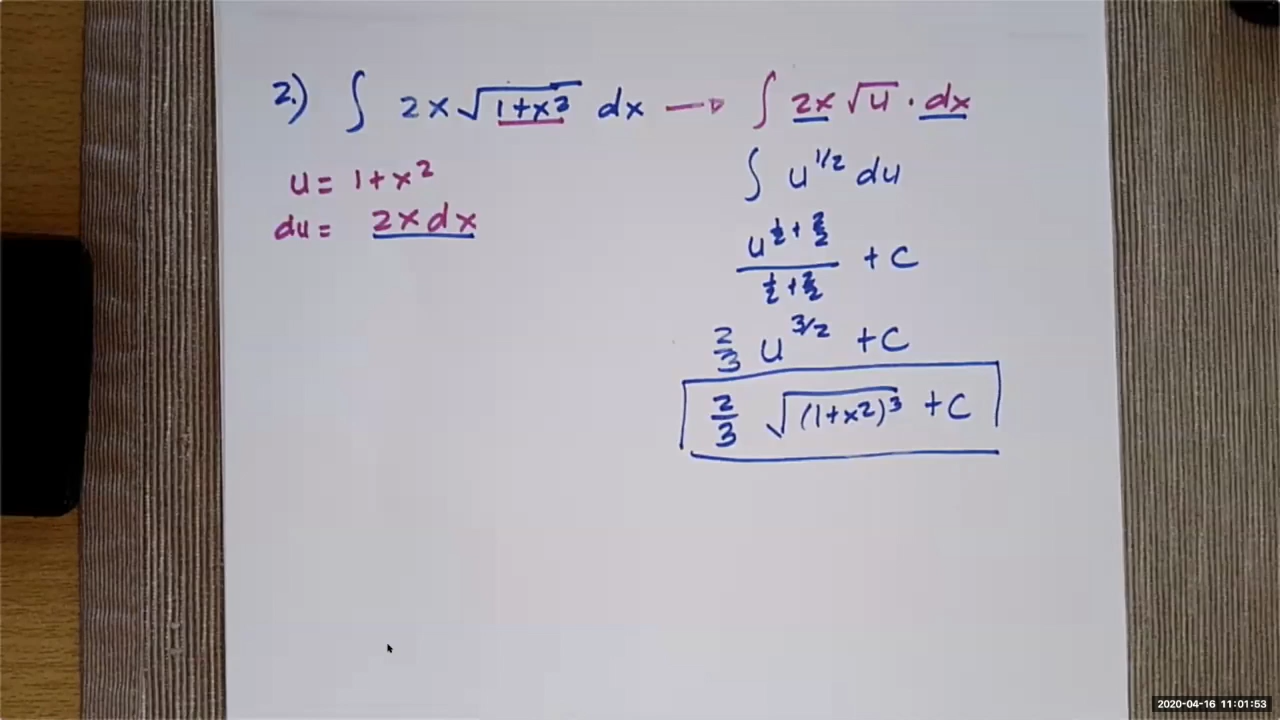 2.) ∫ 2x √(1+x²) dx → ∫ 2x √u · dx
u = 1+x²
du = 2x dx
∫ u^(1/2) du
u^(1/2 + 2/2) / (1/2 + 2/2) + C
2/3 u^(3/2) + C
2/3 √((1+x²)³) + C
2020-04-16 11:01:53